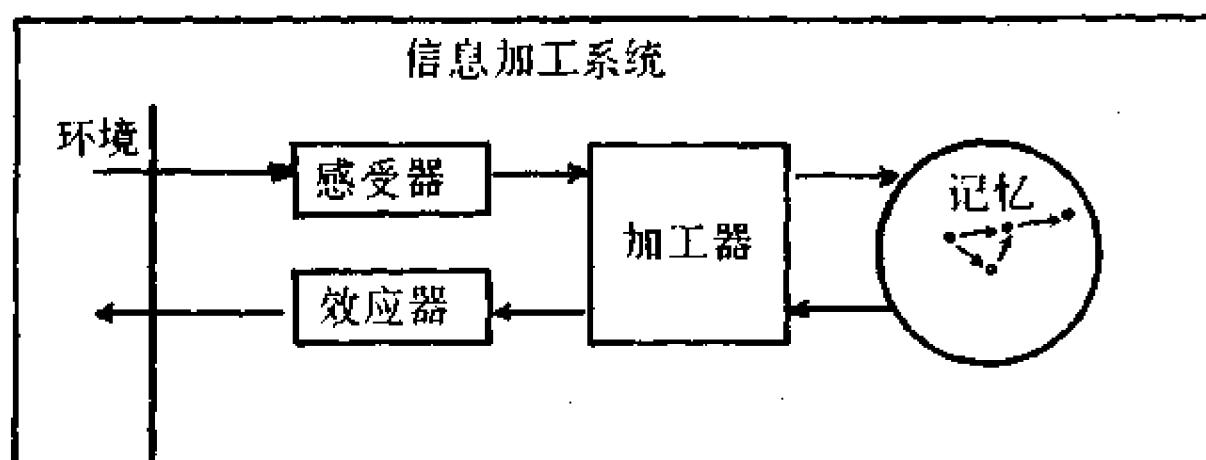 信息加工系统
环境
感受器
记忆
加工器
效应器